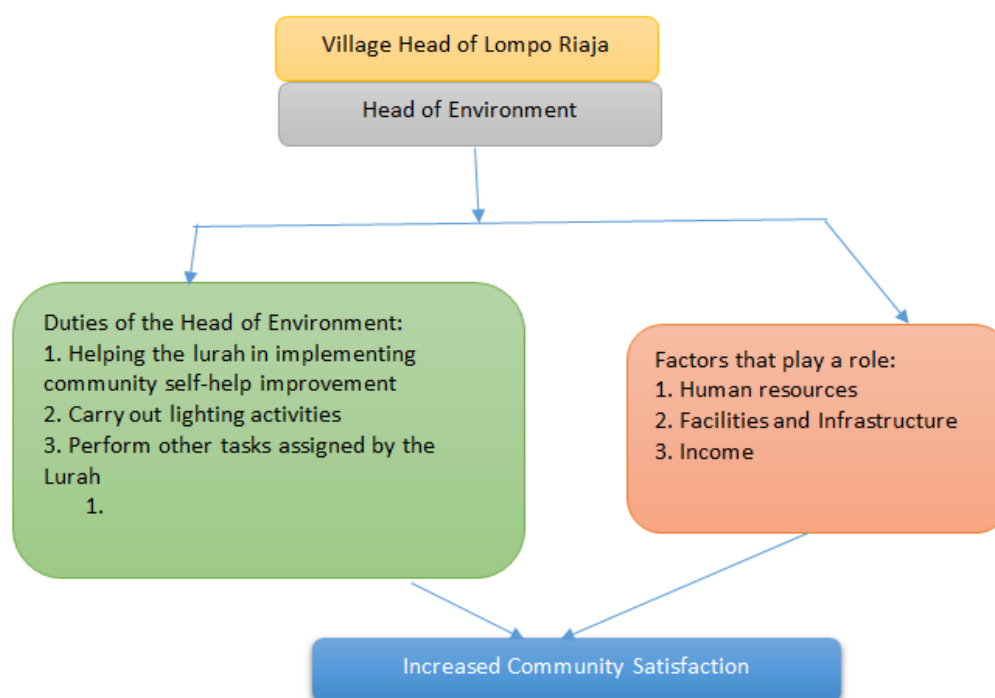 Village Head of Lompo Riaja
Head of Environment
Duties of the Head of Environment:
1. Helping the lurah in implementing
community self-help improvement
2. Carry out lighting activities
3. Perform other tasks assigned by the
Lurah
1.
Factors that play a role:
1. Human resources
2. Facilities and Infrastructure
3. Income
Increased Community Satisfaction